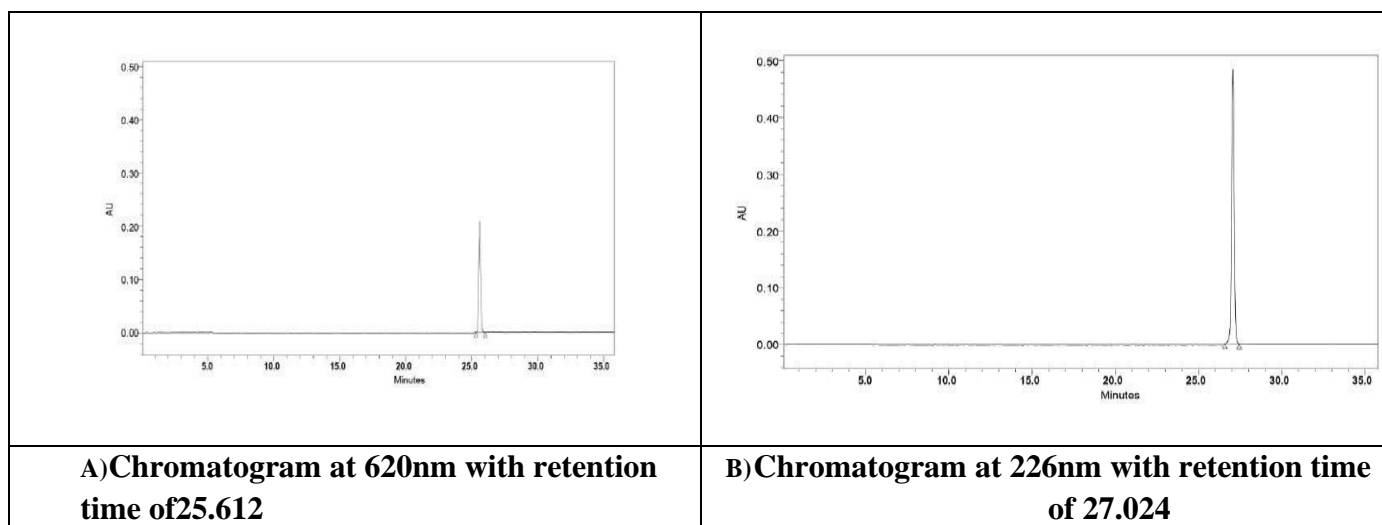 0.50
0.40
0.30
0.20
0.10
0.00
AU
5.0 10.0 15.0 20.0 25.0 30.0 35.0
Minutes
0.50
0.40
0.30
0.20
0.10
0.00
AU
5.0 10.0 15.0 20.0 25.0 30.0 35.0
Minutes
A)Chromatogram at 620nm with retention
time of25.612
B)Chromatogram at 226nm with retention time
of 27.024